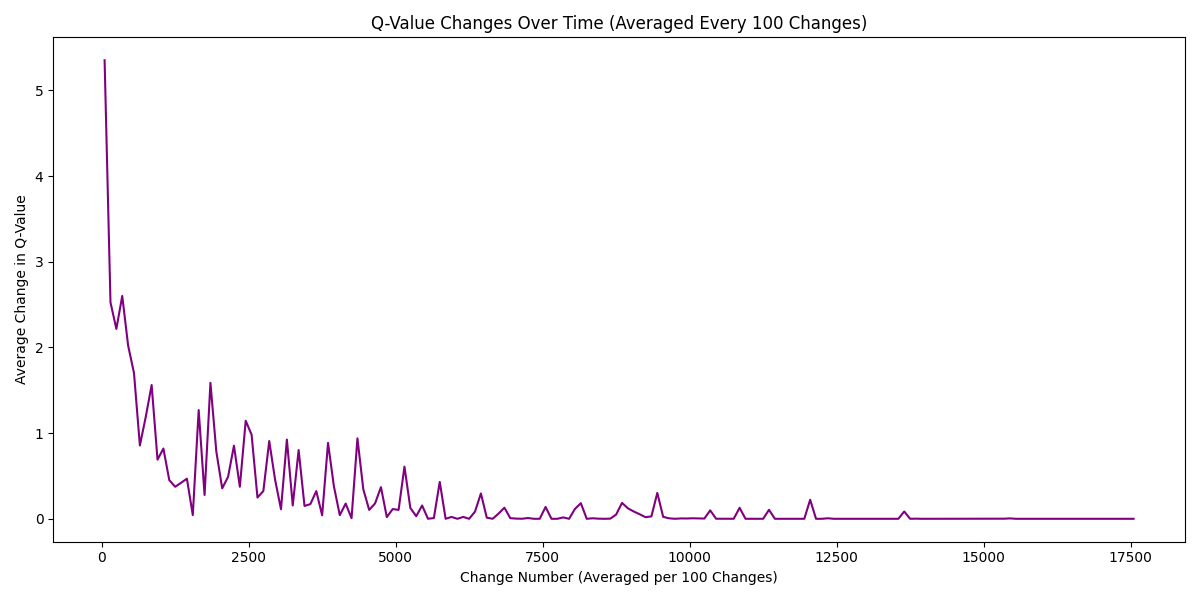 Q-Value Changes Over Time (Averaged Every 100 Changes)
Average Change in Q-Value
5
4
3
2
1
0
0 2500 5000 7500 10000 12500 15000 17500
Change Number (Averaged per 100 Changes)